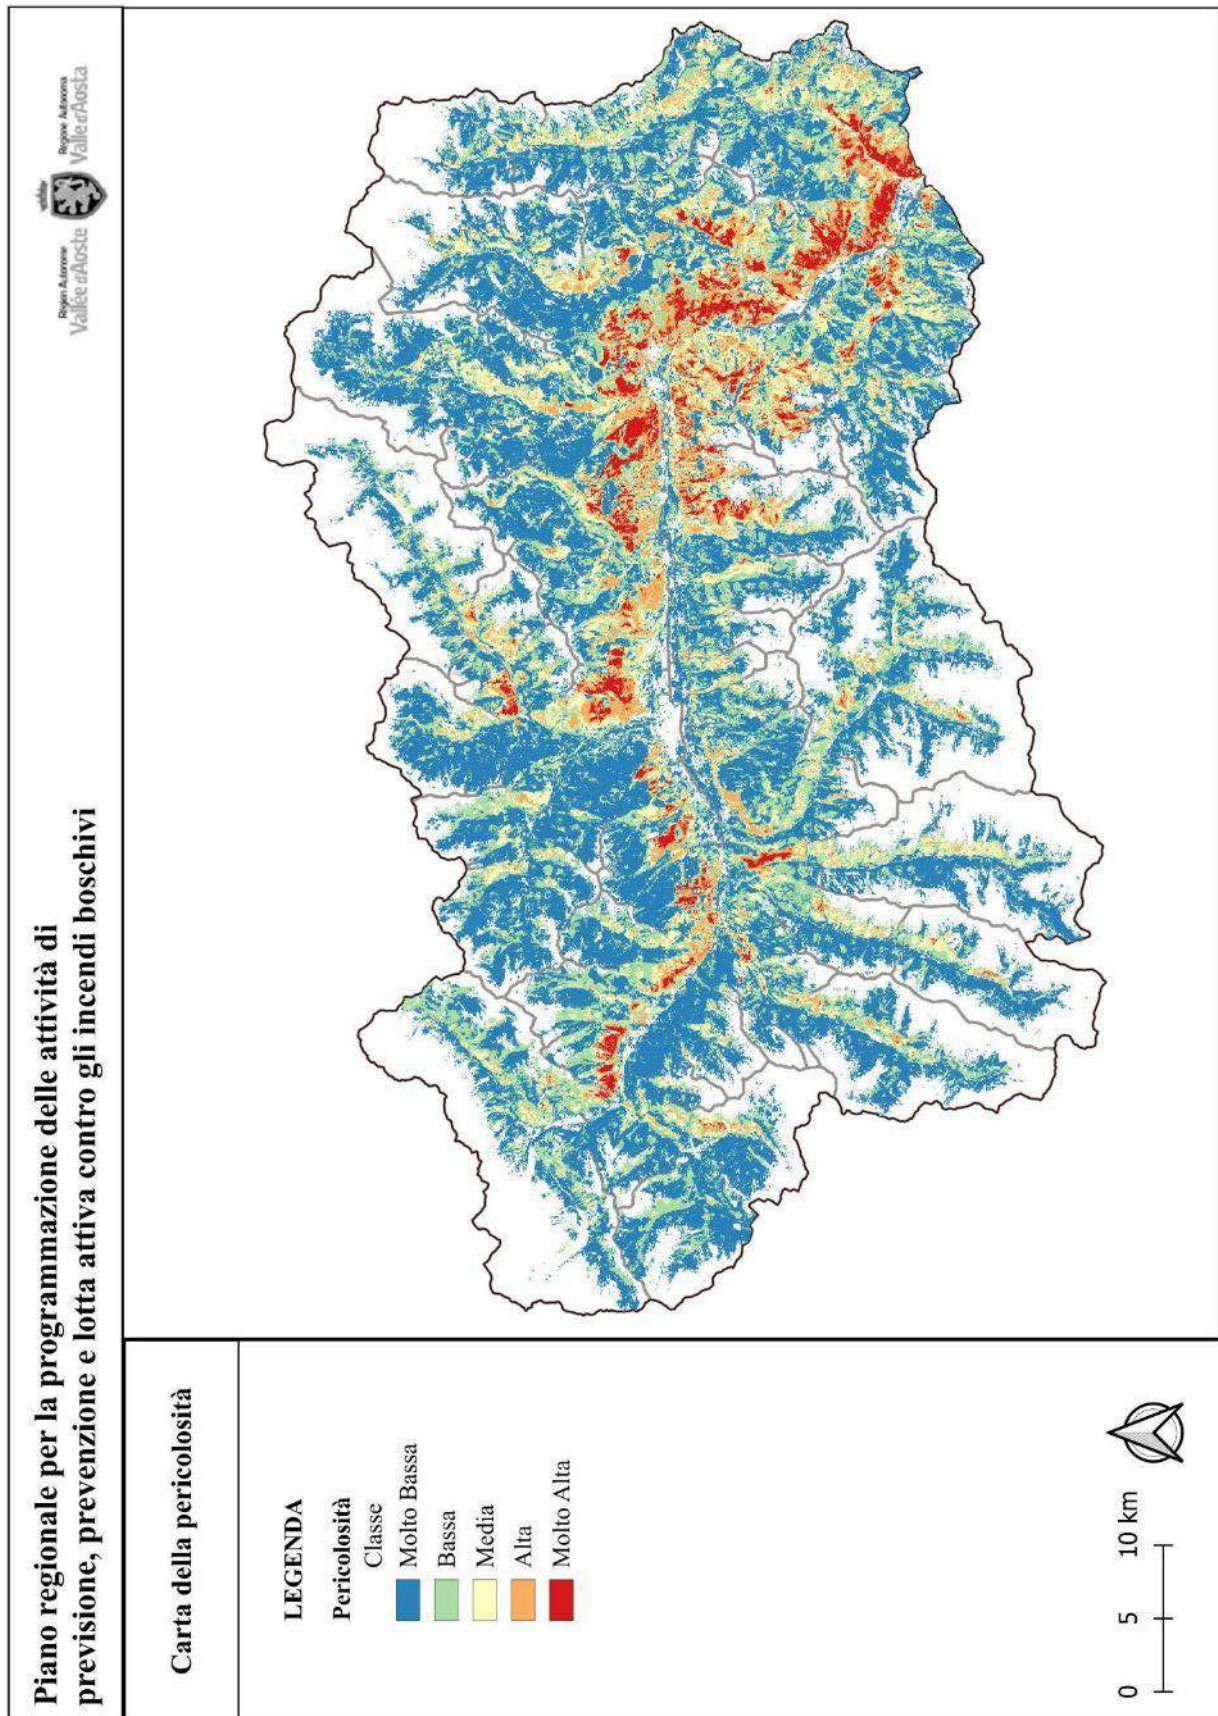 Piano regionale per la programmazione delle attività di
previsione, prevenzione e lotta attiva contro gli incendi boschivi
Région Autonome
Vallée d'Aoste
Regione Autonoma
Valle d'Aosta
Carta della pericolosità
LEGENDA
Pericolosità
Classe
Molto Bassa
Bassa
Media
Alta
Molto Alta
0 5 10 km